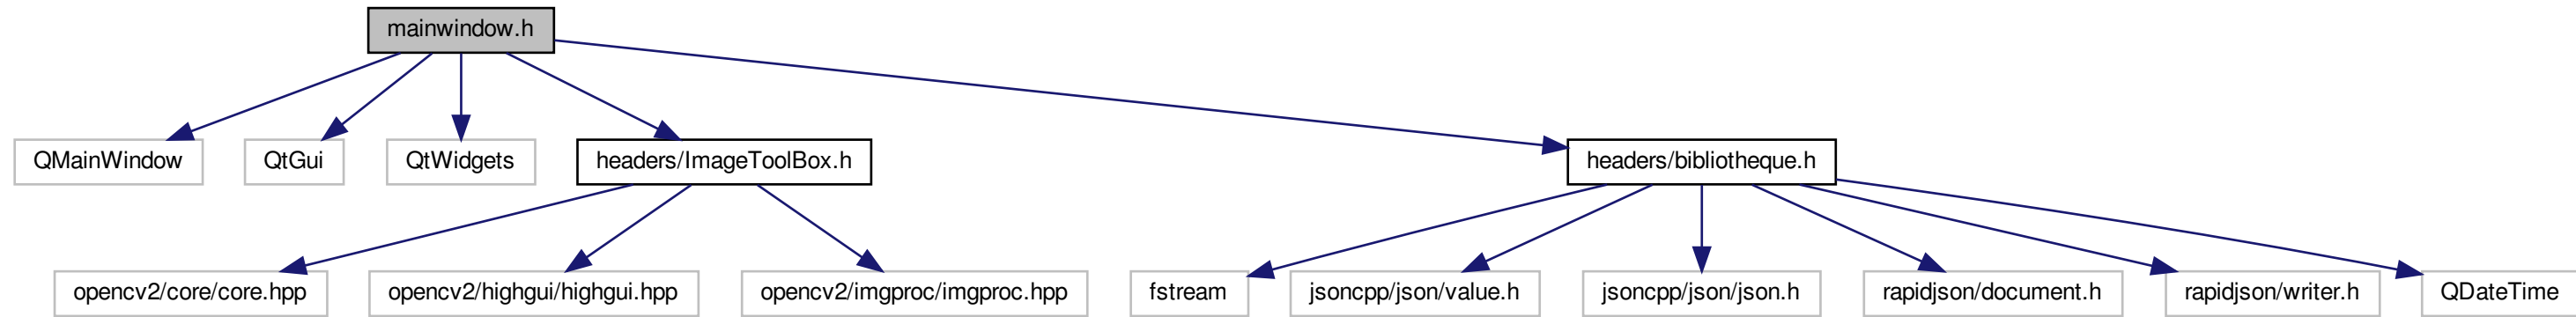 mainwindow.h
QMainWindow
QtGui
QtWidgets
headers/ImageToolBox.h
headers/bibliotheque.h
opencv2/core/core.hpp
opencv2/highgui/highgui.hpp
opencv2/imgproc/imgproc.hpp
fstream
jsoncpp/json/value.h
jsoncpp/json/json.h
rapidjson/document.h
rapidjson/writer.h
QDateTime